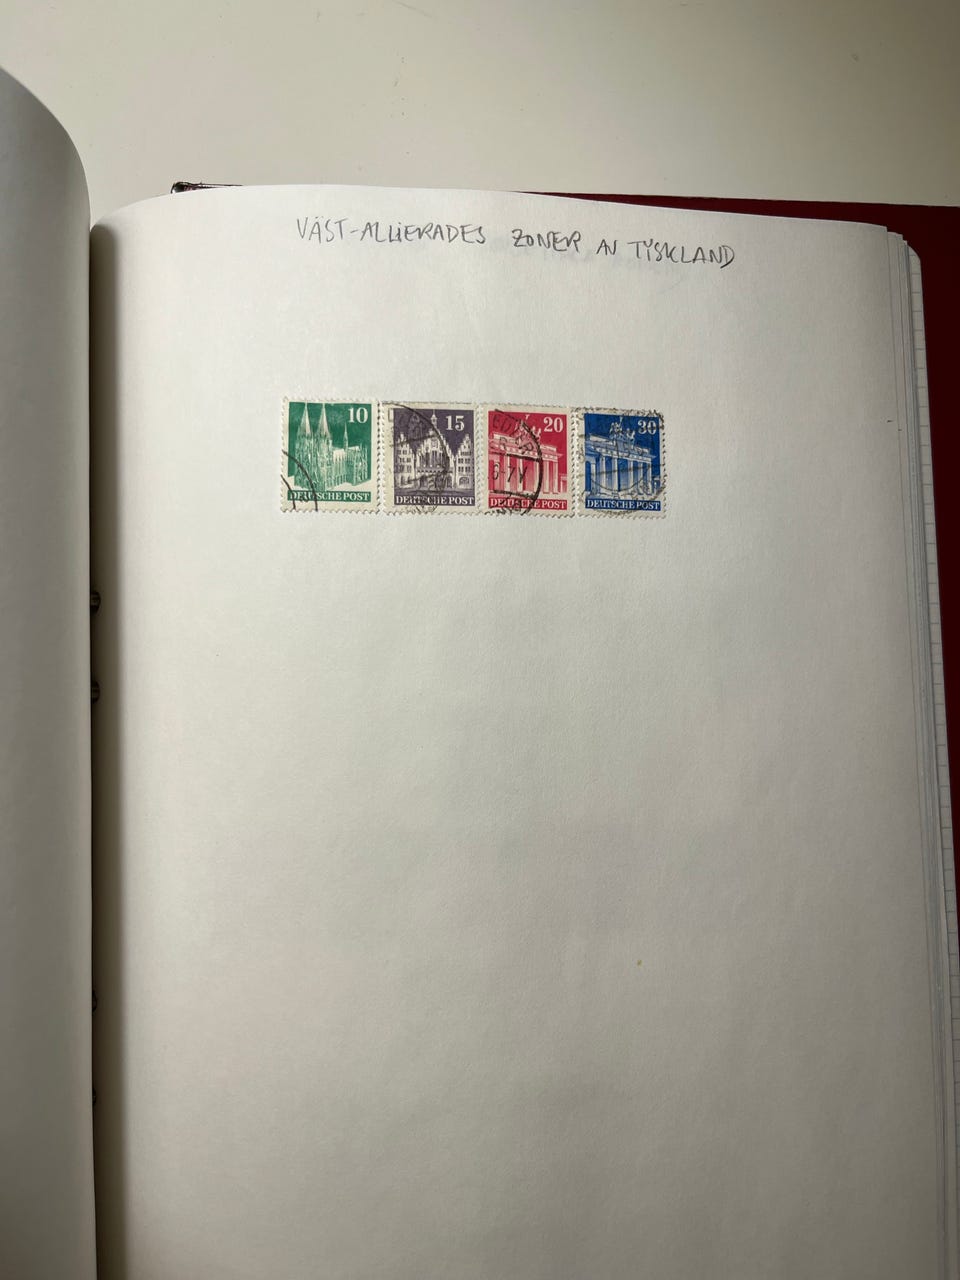 VÄST-ALLIERADES ZONER AV TYSKLAND
10
DEUTSCHE POST
15
DEUTSCHE POST
20
DEUTSCHE POST
30
DEUTSCHE POST